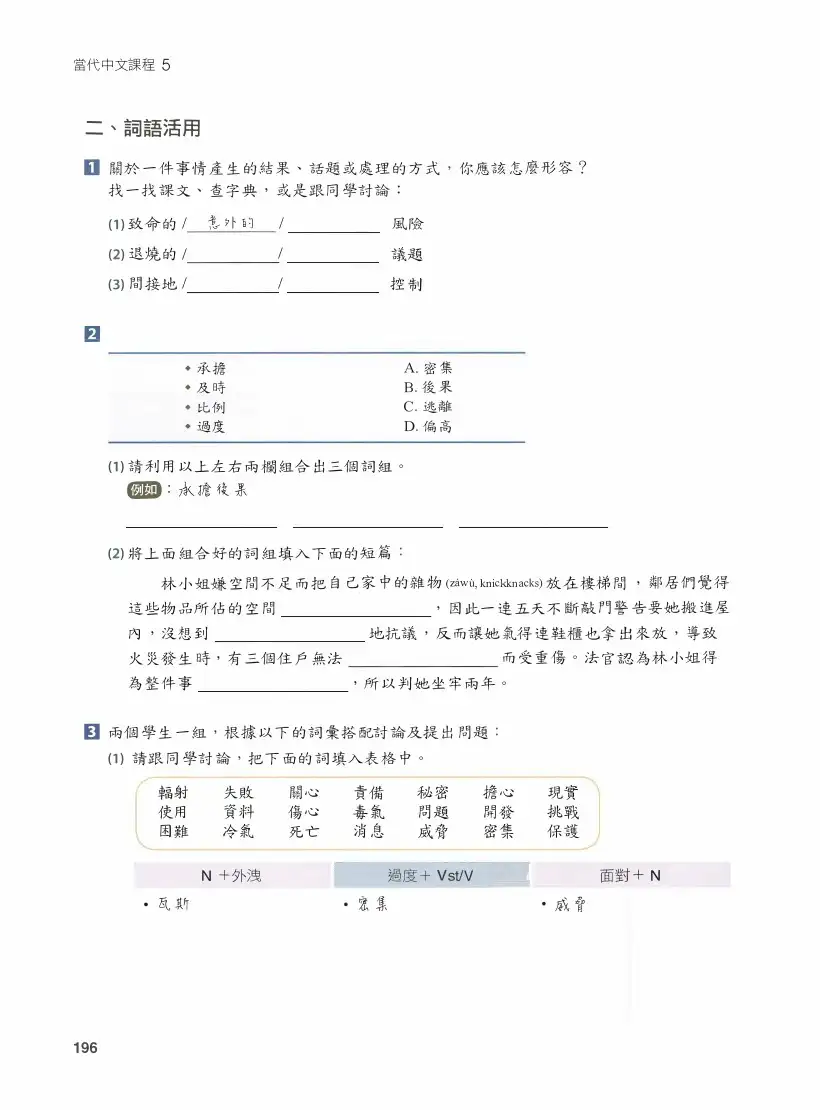 當代中文課程 5
二、詞語活用
1 關於一件事情產生的結果、話題或處理的方式，你應該怎麼形容？
找一找課文、查字典，或是跟同學討論：
(1) 致命的 / 意外的 / ＿＿＿ 風險
(2) 退燒的 / ＿＿＿ / ＿＿＿ 議題
(3) 間接地 / ＿＿＿ / ＿＿＿ 控制
2
◆ 承擔 A. 密集
◆ 及時 B. 後果
◆ 比例 C. 逃離
◆ 過度 D. 偏高
(1) 請利用以上左右兩欄組合出三個詞組。
例如：承擔後果
(2) 將上面組合好的詞組填入下面的短篇：
林小姐嫌空間不足而把自己家中的雜物 (záwù, knickknacks) 放在樓梯間，鄰居們覺得
這些物品所佔的空間 ＿＿＿，因此一連五天不斷敲門警告要她搬進屋
內，沒想到 ＿＿＿ 地抗議，反而讓她氣得連鞋櫃也拿出來放，導致
火災發生時，有三個住戶無法 ＿＿＿ 而受重傷。法官認為林小姐得
為整件事 ＿＿＿，所以判她坐牢兩年。
3 兩個學生一組，根據以下的詞彙搭配討論及提出問題：
(1) 請跟同學討論，把下面的詞填入表格中。
輻射 失敗 關心 責備 秘密 擔心 現實
使用 資料 傷心 毒氣 問題 開發 挑戰
困難 冷氣 死亡 消息 威脅 密集 保護
N ＋外洩 過度＋ Vst/V 面對＋ N
• 瓦斯 • 密集 • 威脅
196